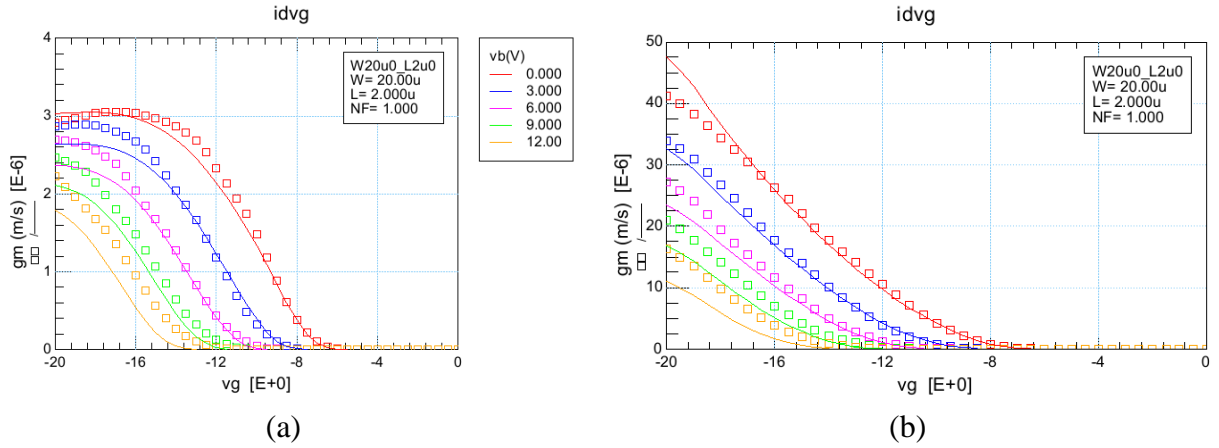 idvg
4
3
2
1
0
gm (m/s) [E-6]
□□ /___
W20u0_L2u0
W= 20.00u
L= 2.000u
NF= 1.000
-20
-16
-12
-8
-4
0
vg [E+0]
vb(V)
0.000
3.000
6.000
9.000
12.00
(a)
idvg
50
40
30
20
10
0
gm (m/s) [E-6]
□□ /___
W20u0_L2u0
W= 20.00u
L= 2.000u
NF= 1.000
-20
-16
-12
-8
-4
0
vg [E+0]
(b)